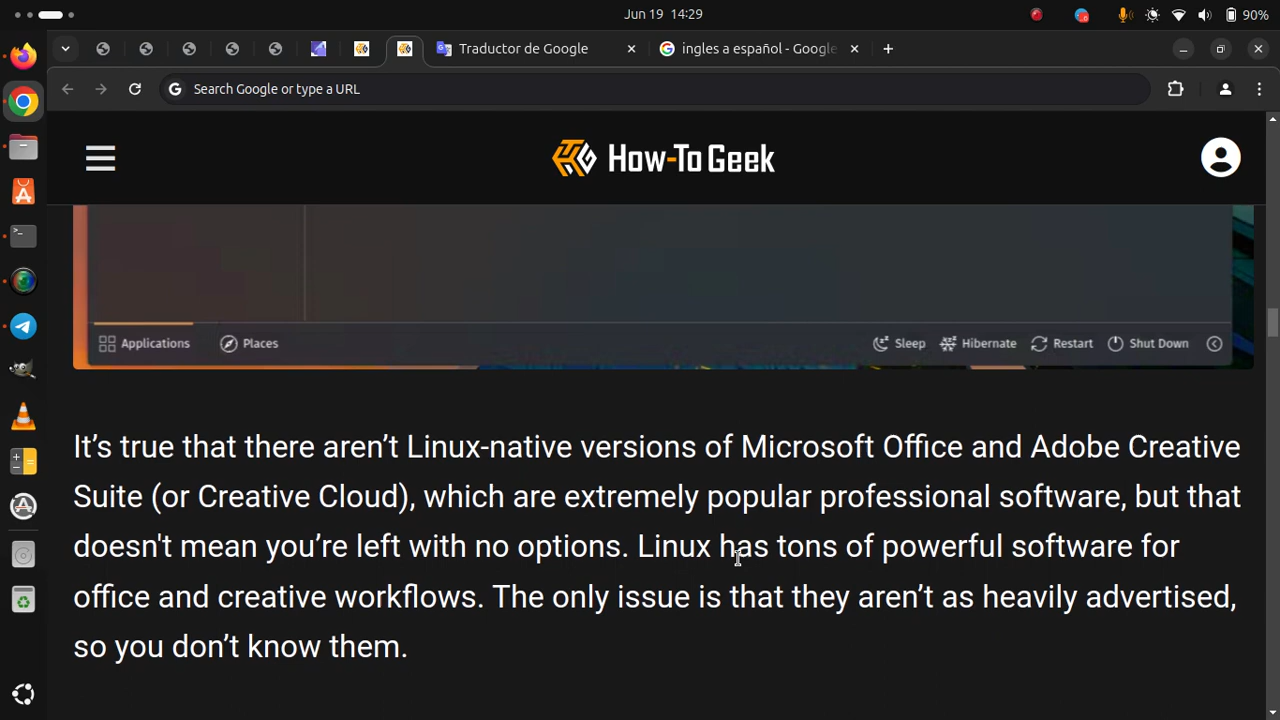 Jun 19 14:29
90%
Traductor de Google
ingles a español - Google
Search Google or type a URL
How-To Geek
Applications
Places
Sleep
Hibernate
Restart
Shut Down
It’s true that there aren’t Linux-native versions of Microsoft Office and Adobe Creative
Suite (or Creative Cloud), which are extremely popular professional software, but that
doesn't mean you’re left with no options. Linux has tons of powerful software for
office and creative workflows. The only issue is that they aren’t as heavily advertised,
so you don’t know them.